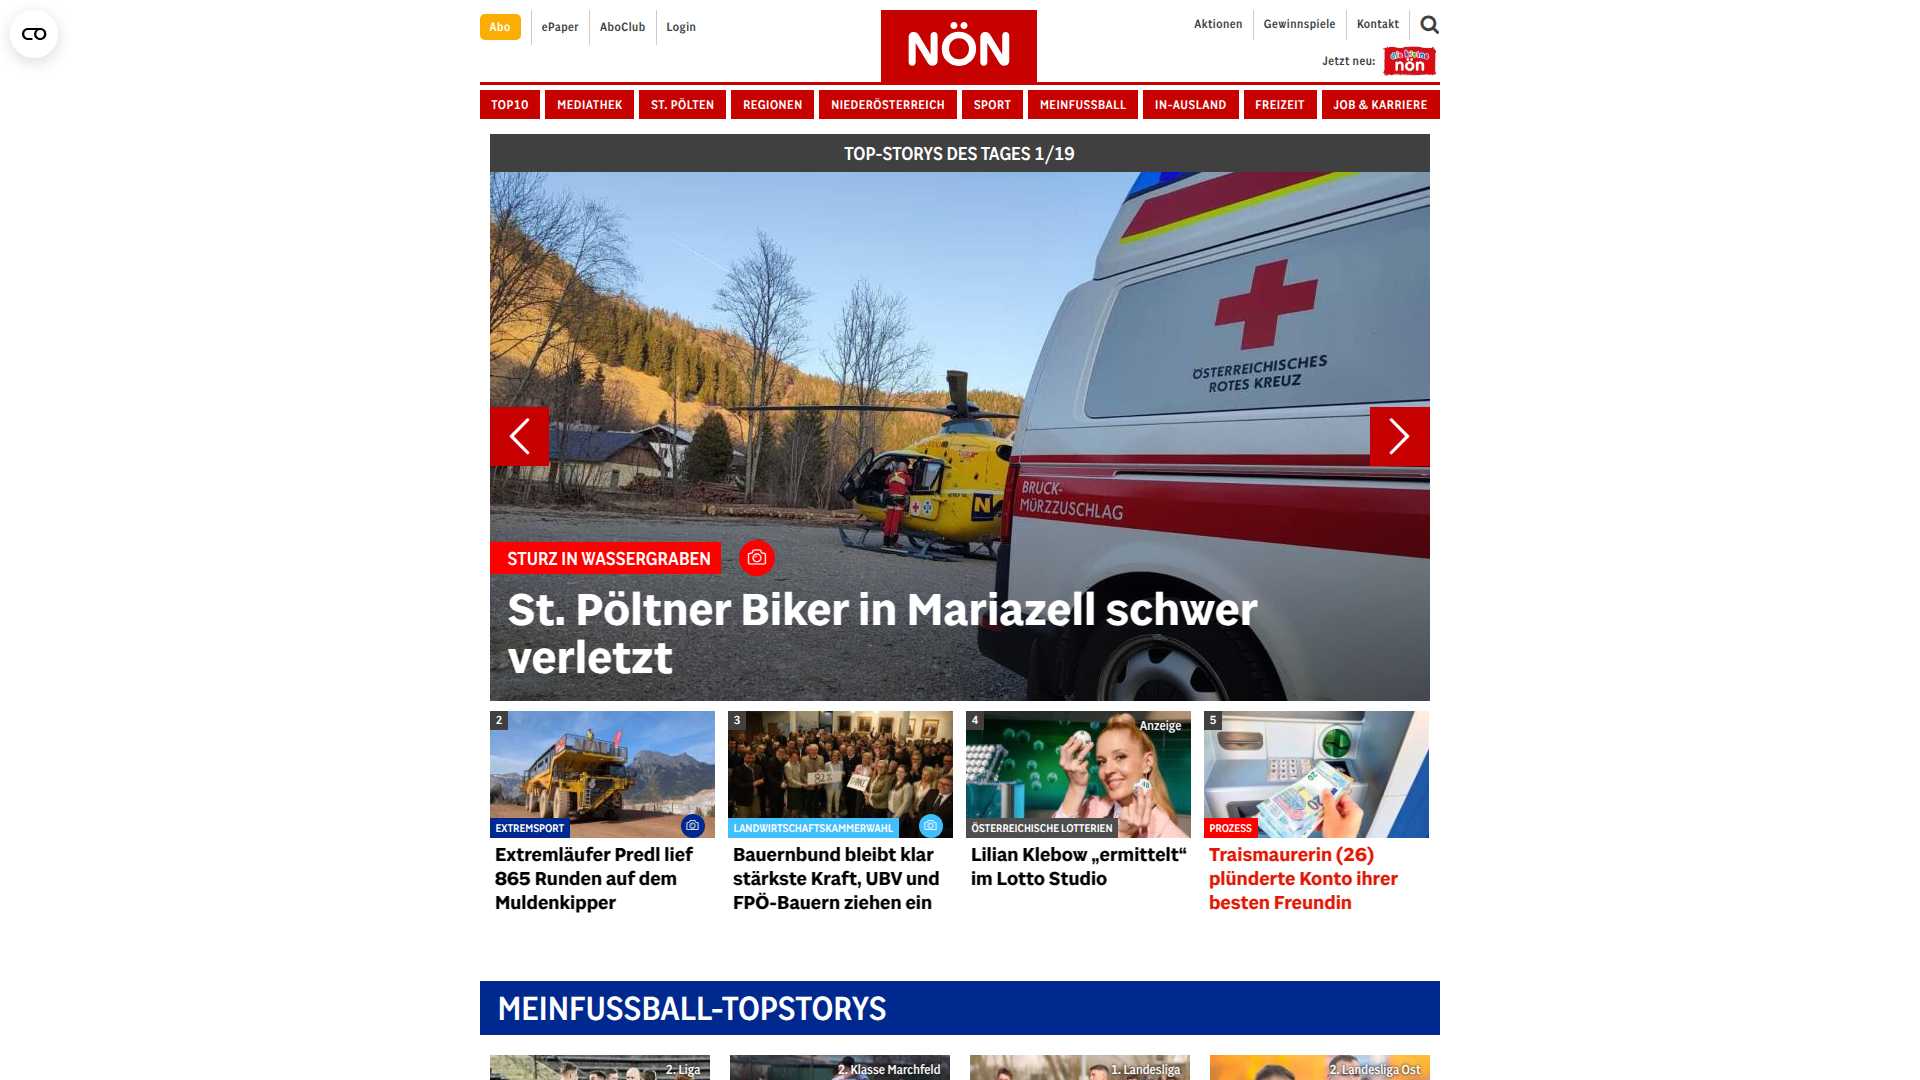 Abo
ePaper
AboClub
Login
NÖN
Aktionen
Gewinnspiele
Kontakt
Jetzt neu:
die kleine
nön
TOP10
MEDIATHEK
ST. PÖLTEN
REGIONEN
NIEDERÖSTERREICH
SPORT
MEINFUSSBALL
IN-AUSLAND
FREIZEIT
JOB & KARRIERE
TOP-STORYS DES TAGES 1/19
ÖSTERREICHISCHES
ROTES KREUZ
BRUCK-
MÜRZZUSCHLAG
STURZ IN WASSERGRABEN
St. Pöltner Biker in Mariazell schwer
verletzt
2
EXTREMSPORT
Extremläufer Predl lief
865 Runden auf dem
Muldenkipper
3
82%
DANKE
LANDWIRTSCHAFTSKAMMERWAHL
Bauernbund bleibt klar
stärkste Kraft, UBV und
FPÖ-Bauern ziehen ein
4
Anzeige
ÖSTERREICHISCHE LOTTERIEN
Lilian Klebow „ermittelt“
im Lotto Studio
5
20
PROZESS
Traismaurerin (26)
plünderte Konto ihrer
besten Freundin
MEINFUSSBALL-TOPSTORYS
2. Liga
2. Klasse Marchfeld
1. Landesliga
2. Landesliga Ost